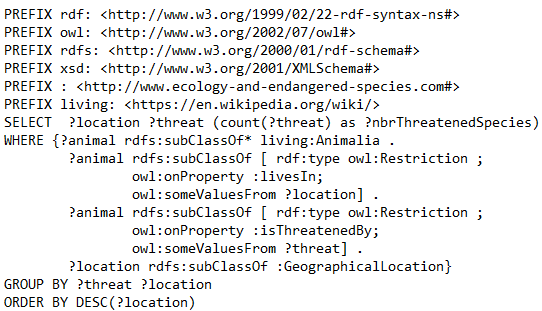 PREFIX rdf: <http://www.w3.org/1999/02/22-rdf-syntax-ns#>
PREFIX owl: <http://www.w3.org/2002/07/owl#>
PREFIX rdfs: <http://www.w3.org/2000/01/rdf-schema#>
PREFIX xsd: <http://www.w3.org/2001/XMLSchema#>
PREFIX : <http://www.ecology-and-endangered-species.com#>
PREFIX living: <https://en.wikipedia.org/wiki/>
SELECT ?location ?threat (count(?threat) as ?nbrThreatenedSpecies)
WHERE {?animal rdfs:subClassOf* living:Animalia .
?animal rdfs:subClassOf [ rdf:type owl:Restriction ;
owl:onProperty :livesIn;
owl:someValuesFrom ?location] .
?animal rdfs:subClassOf [ rdf:type owl:Restriction ;
owl:onProperty :isThreatenedBy;
owl:someValuesFrom ?threat] .
?location rdfs:subClassOf :GeographicalLocation}
GROUP BY ?threat ?location
ORDER BY DESC(?location)